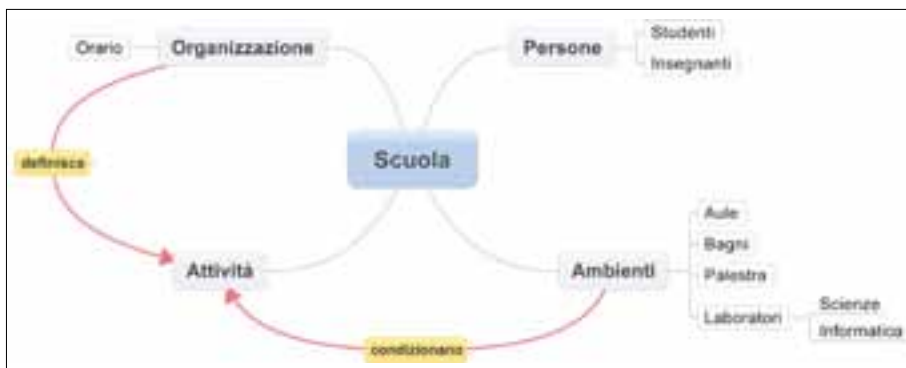 Orario
Organizzazione
Persone
Studenti
Insegnanti
definisce
Scuola
Attività
Ambienti
Aule
Bagni
Palestra
Laboratori
Scienze
Informatica
condizionano